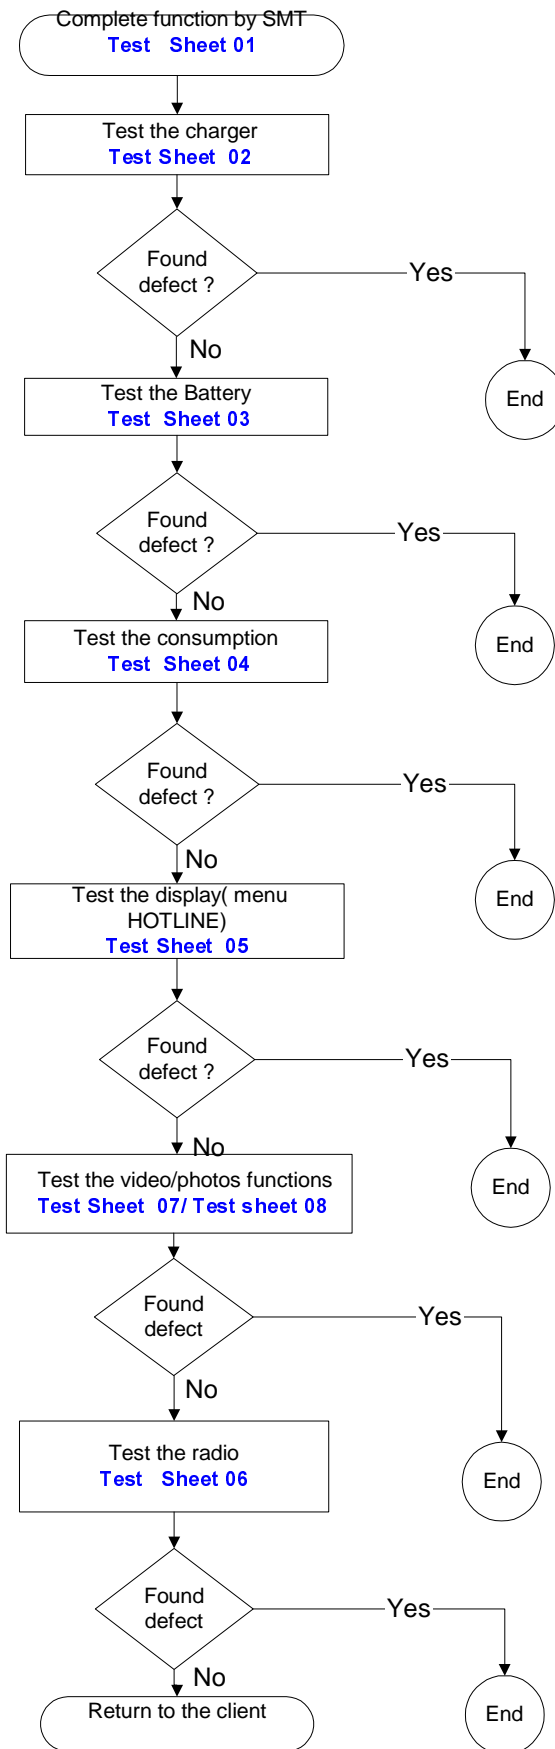 Complete function by SMT
Test Sheet 01
Test the charger
Test Sheet 02
Found
defect ?
Yes
End
No
Test the Battery
Test Sheet 03
Found
defect ?
Yes
End
No
Test the consumption
Test Sheet 04
Found
defect ?
Yes
End
No
Test the display( menu
HOTLINE)
Test Sheet 05
Found
defect ?
Yes
End
No
Test the video/photos functions
Test Sheet 07/ Test sheet 08
Found
defect
Yes
End
No
Test the radio
Test Sheet 06
Found
defect
Yes
End
No
Return to the client